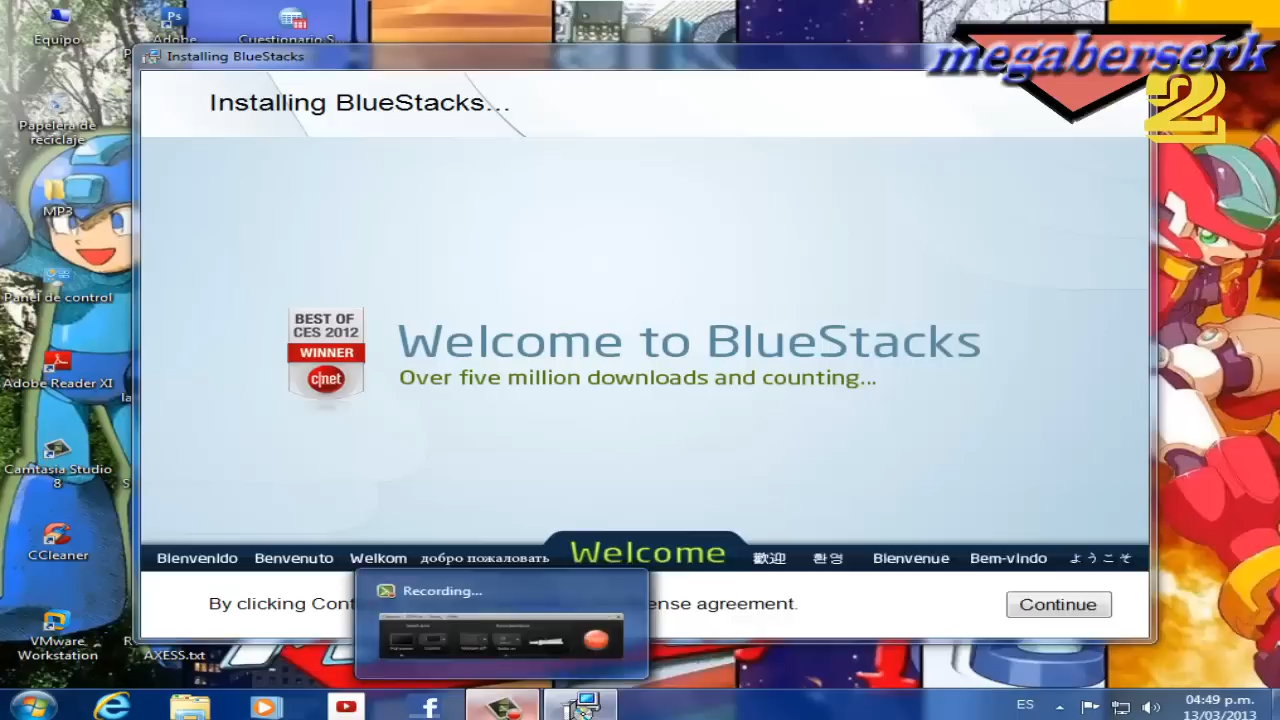 Equipo
Adobe
Cuestionario S...
megaberserk
2
Installing BlueStacks
Installing BlueStacks...
Papelera de
reciclaje
MP3
Panel de control
Adobe Reader XI
Camtasia Studio
8
CCleaner
VMware
Workstation
AXESS.txt
BEST OF
CES 2012
WINNER
c|net
Welcome to BlueStacks
Over five million downloads and counting...
Bienvenido Benvenuto Welkom добро пожаловать Welcome 歡迎 환영 Bienvenue Bem-vindo ようこそ
Recording...
By clicking Cont
ense agreement.
Continue
ES
04:49 p.m.
13/03/2013